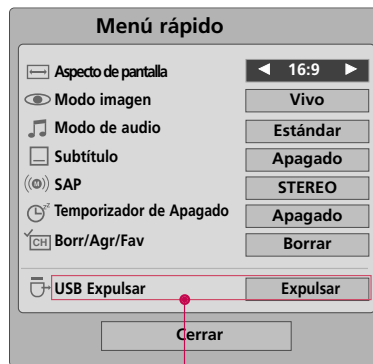 Menú rápido
Aspecto de pantalla ◄ 16:9 ►
Modo imagen Vivo
Modo de audio Estándar
Subtítulo Apagado
SAP STEREO
Temporizador de Apagado Apagado
CH Borr/Agr/Fav Borrar
USB Expulsar Expulsar
Cerrar